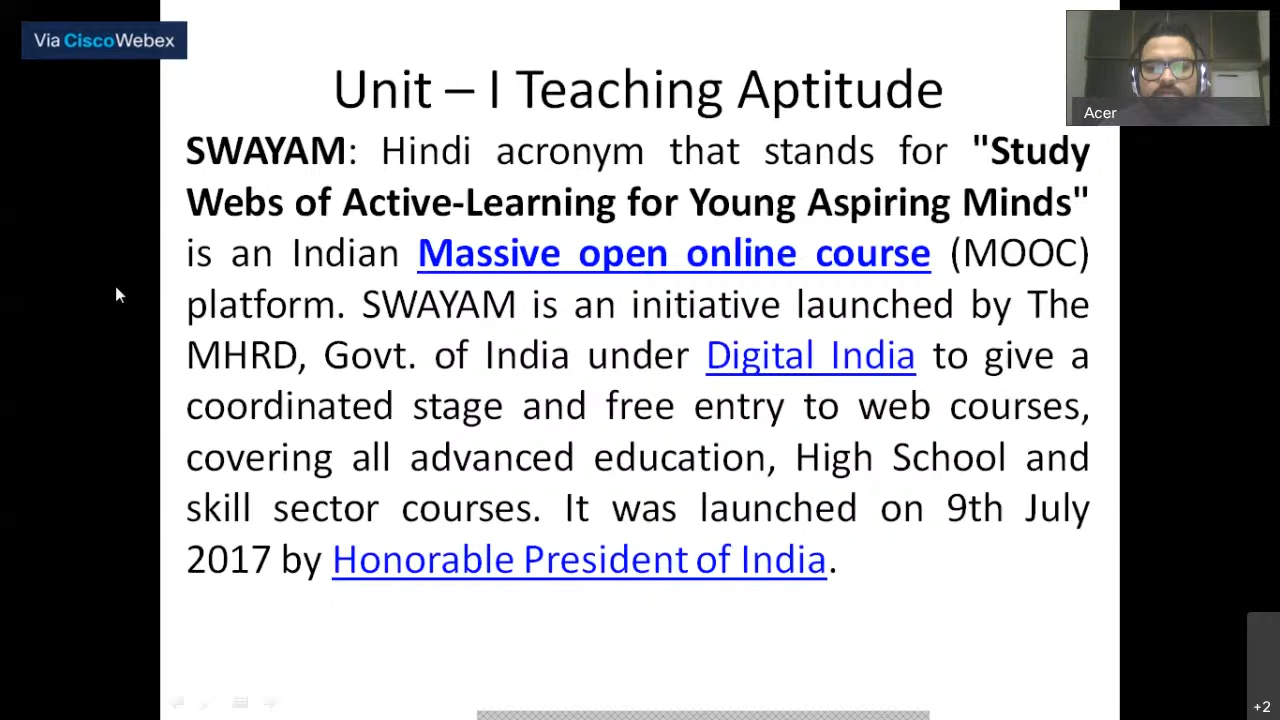 Via CiscoWebex
Acer
Unit – I Teaching Aptitude
SWAYAM: Hindi acronym that stands for "Study
Webs of Active-Learning for Young Aspiring Minds"
is an Indian Massive open online course (MOOC)
platform. SWAYAM is an initiative launched by The
MHRD, Govt. of India under Digital India to give a
coordinated stage and free entry to web courses,
covering all advanced education, High School and
skill sector courses. It was launched on 9th July
2017 by Honorable President of India.
+2